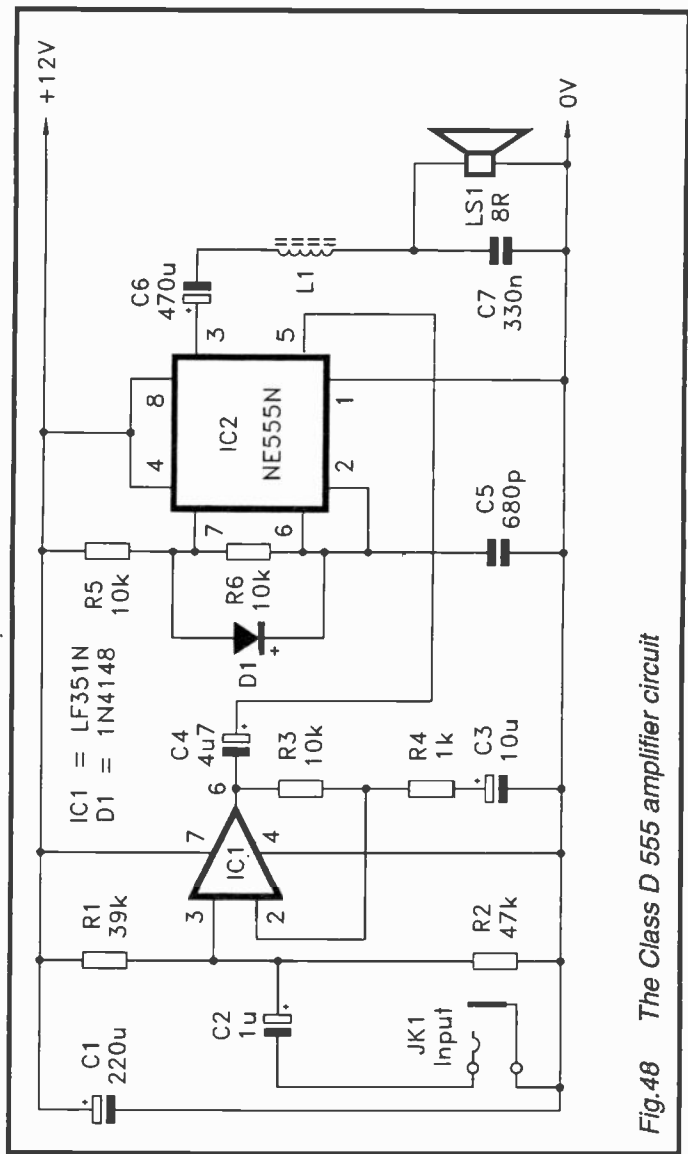 +12V
C1
220u
R1
39k
IC1 = LF351N
D1 = 1N4148
R5
10k
C6
470u
+
+
4
8
7
3
IC2
NE555N
6
5
2
1
R6
10k
D1
+
L1
LS1
8R
C7
330n
C5
680p
C4
4u7
+
IC1
7
6
3
2
4
R3
10k
R4
1k
C3
10u
+
C2
1u
+
R2
47k
JK1
Input
0V
Fig.48 The Class D 555 amplifier circuit